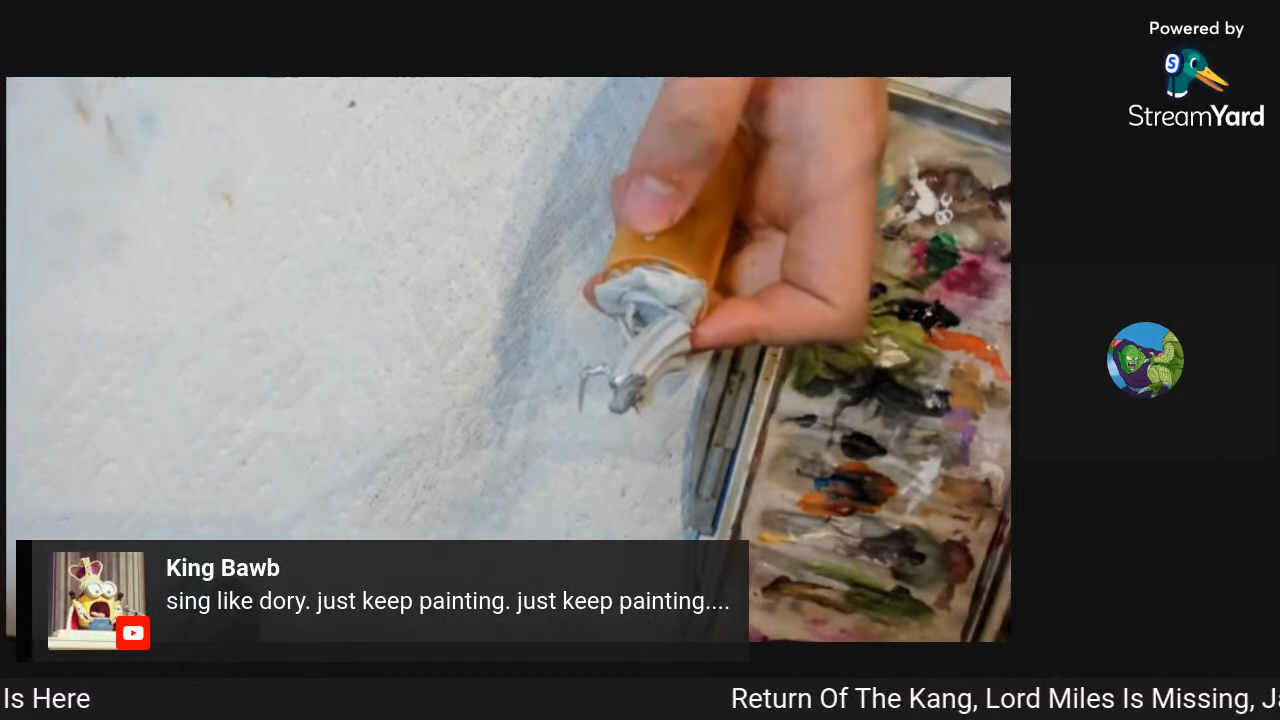 Powered by
StreamYard
King Bawb
sing like dory. just keep painting. just keep painting....
Is Here
Return Of The Kang, Lord Miles Is Missing,